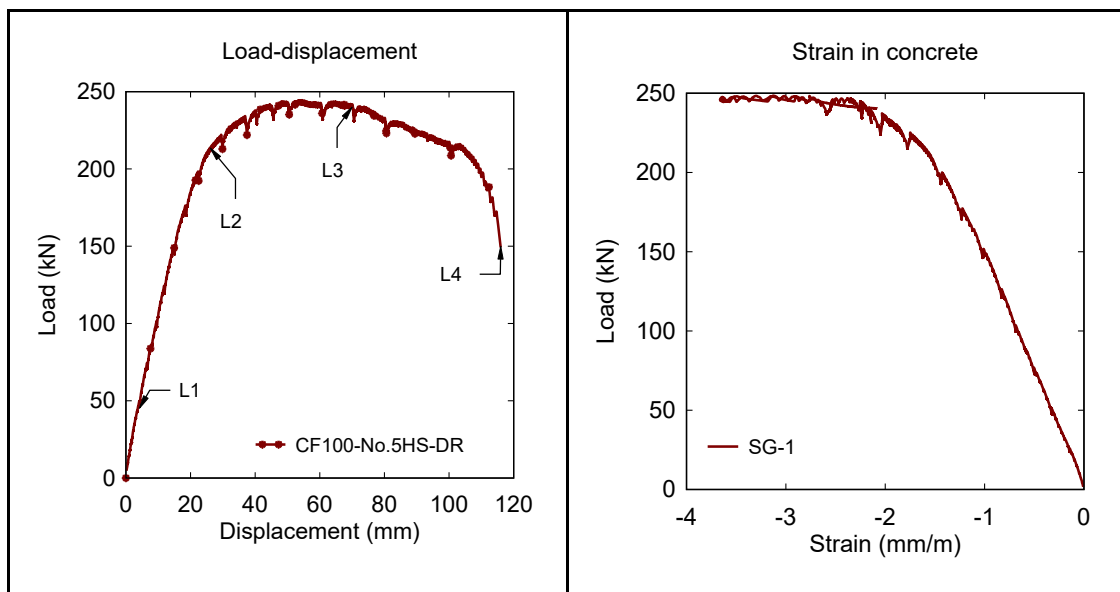 Load-displacement
250
200
150
100
50
0
Load (kN)
L1
L2
L3
L4
CF100-No.5HS-DR
0 20 40 60 80 100 120
Displacement (mm)
Strain in concrete
250
200
150
100
50
0
Load (kN)
SG-1
-4 -3 -2 -1 0
Strain (mm/m)